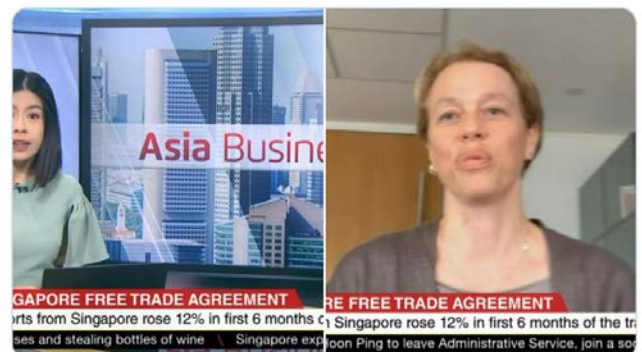 Asia Busine
GAPORE FREE TRADE AGREEMENT
rts from Singapore rose 12% in first 6 months
ses and stealing bottles of wine \ Singapore exp
RE FREE TRADE AGREEMENT
Singapore rose 12% in first 6 months of the tr
loon Ping to leave Administrative Service, join a soc